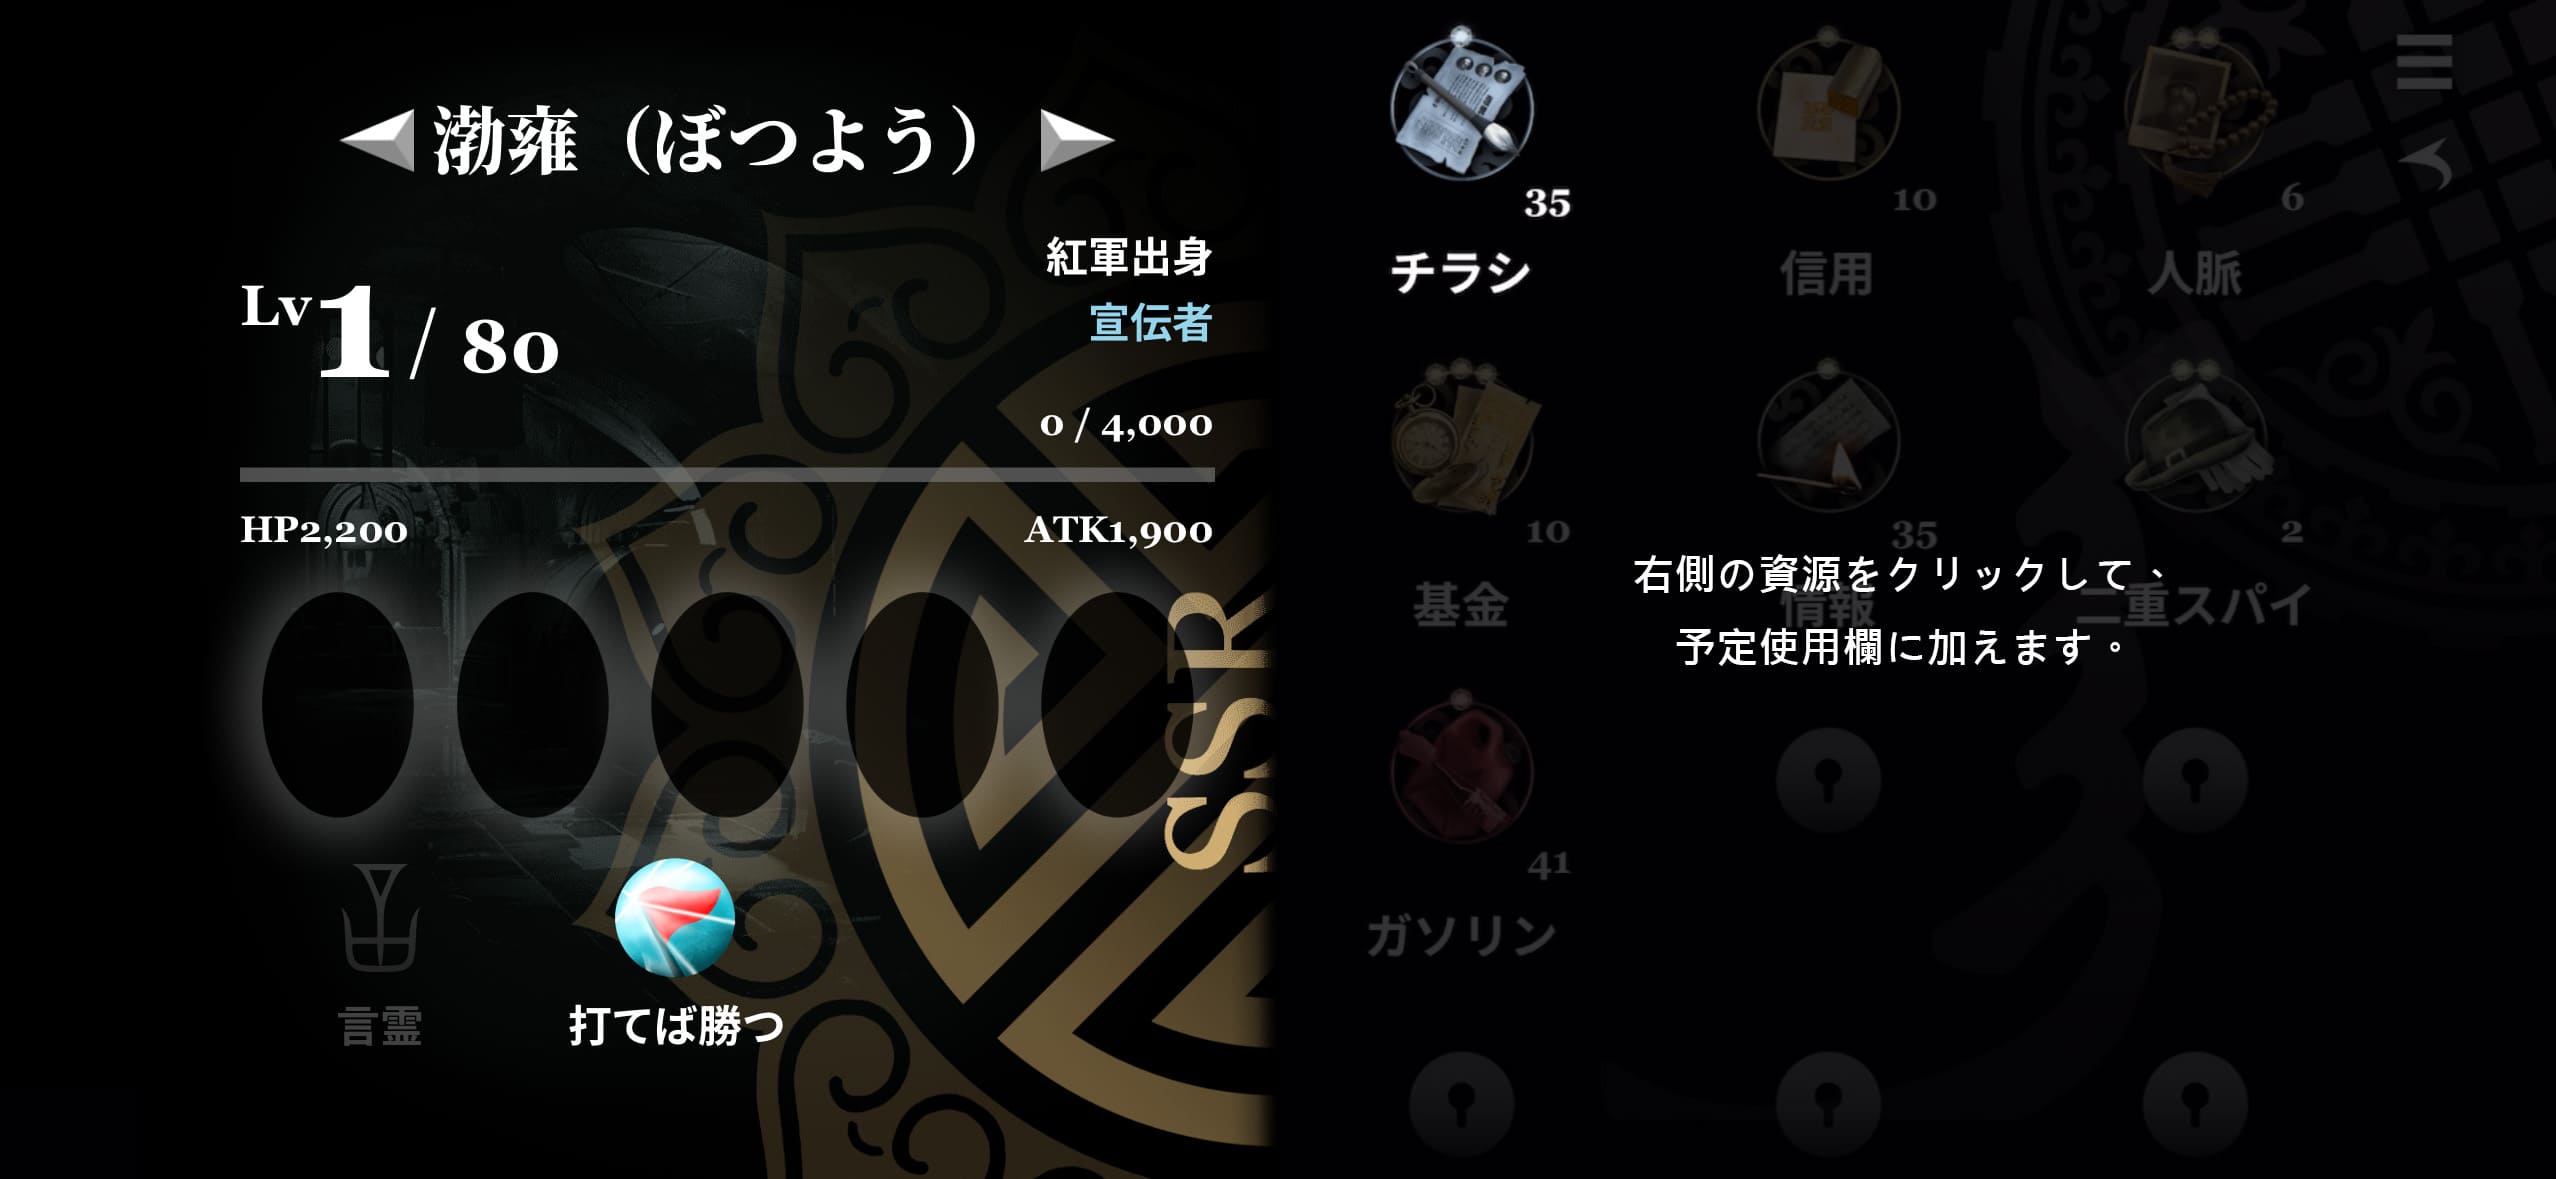 渤雍（ぼつよう）
Lv1 / 80
紅軍出身
宣伝者
0 / 4,000
HP2,200
ATK1,900
SSR
言霊
打てば勝つ
35
チラシ
10
信用
6
人脈
10
基金
35
情報
2
二重スパイ
右側の資源をクリックして、
予定使用欄に加えます。
41
ガソリン